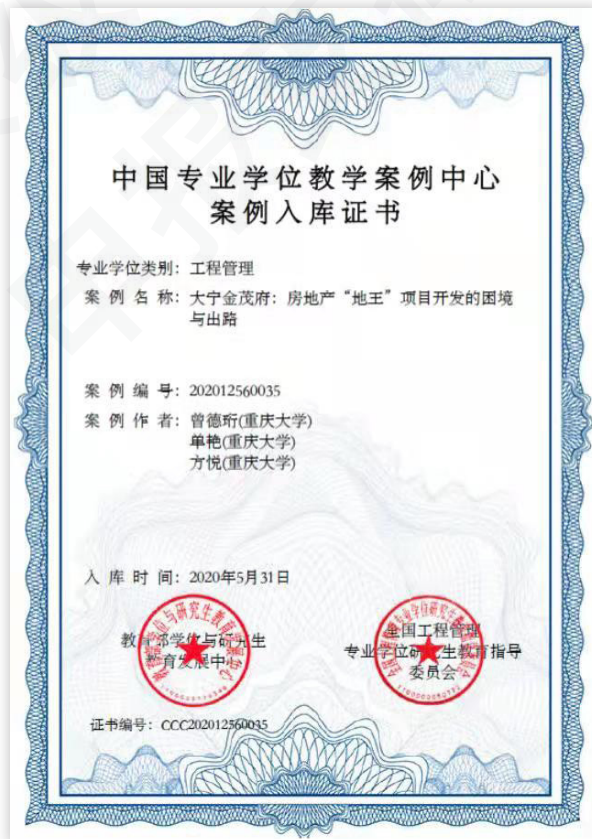 中国专业学位教学案例中心
案例入库证书
专业学位类别：工程管理
案例名称：大宁金茂府：房地产“地王”项目开发的困境
与出路
案例编号：202012560035
案例作者：曾德珩(重庆大学)
单艳(重庆大学)
方悦(重庆大学)
入库时间：2020年5月31日
教育部学位与研究生
教育发展中心
全国工程管理
专业学位研究生教育指导
委员会
证书编号：CCC202012560035